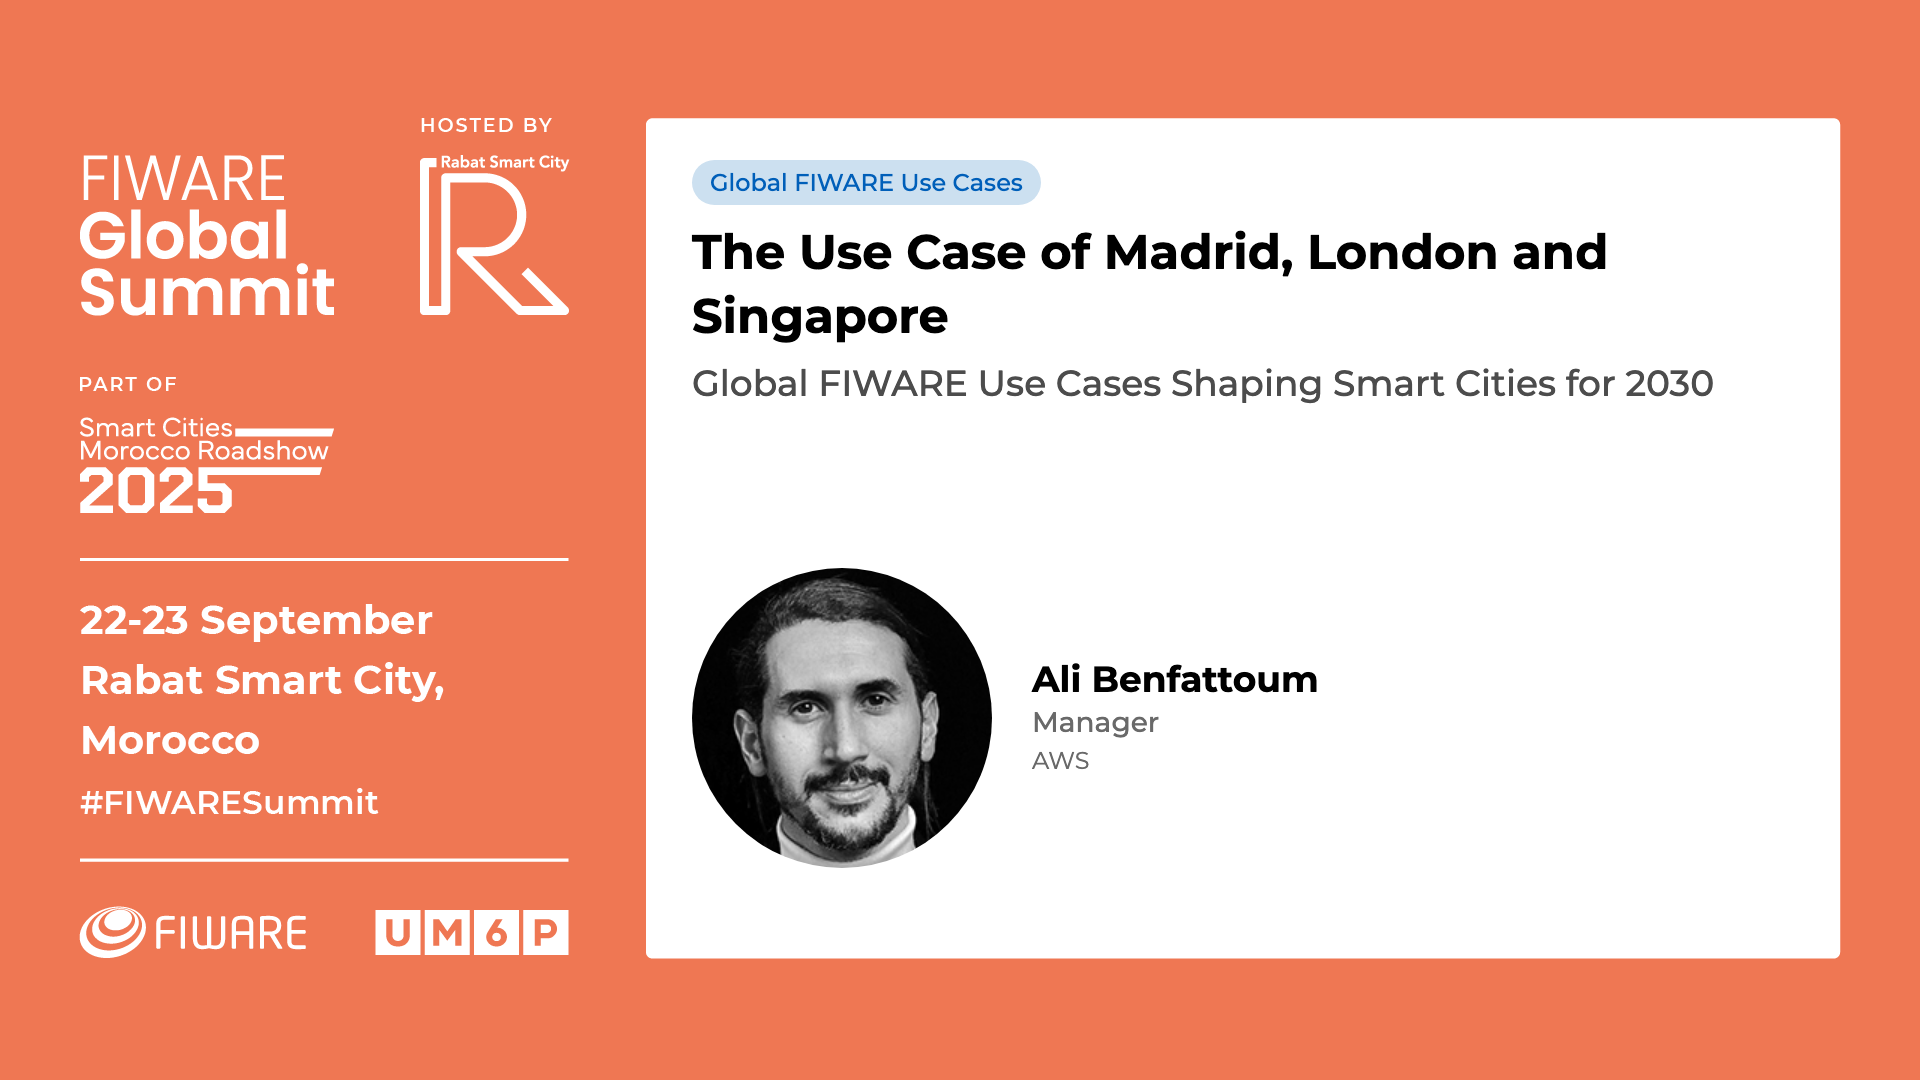 FIWARE
Global
Summit
HOSTED BY
Rabat Smart City
R
PART OF
Smart Cities
Morocco Roadshow
2025
22-23 September
Rabat Smart City,
Morocco
#FIWARESummit
FIWARE
UM6P
Global FIWARE Use Cases
The Use Case of Madrid, London and
Singapore
Global FIWARE Use Cases Shaping Smart Cities for 2030
Ali Benfattoum
Manager
AWS